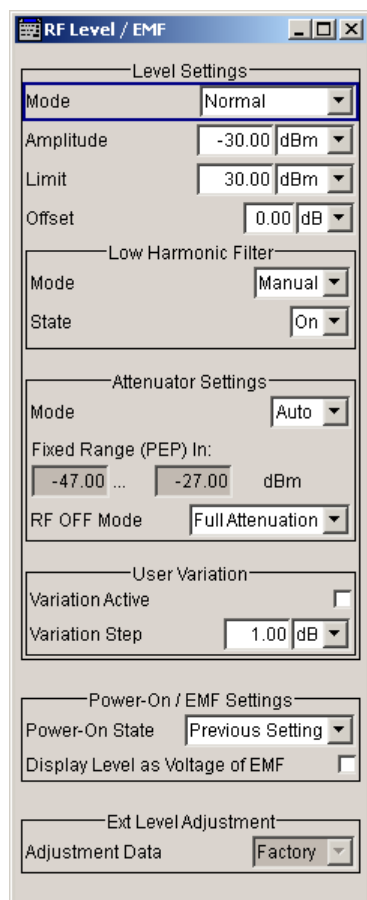 RF Level / EMF
Level Settings
Mode Normal
Amplitude -30.00 dBm
Limit 30.00 dBm
Offset 0.00 dB
Low Harmonic Filter
Mode Manual
State On
Attenuator Settings
Mode Auto
Fixed Range (PEP) In:
-47.00 ... -27.00 dBm
RF OFF Mode Full Attenuation
User Variation
Variation Active
Variation Step 1.00 dB
Power-On / EMF Settings
Power-On State Previous Setting
Display Level as Voltage of EMF
Ext Level Adjustment
Adjustment Data Factory